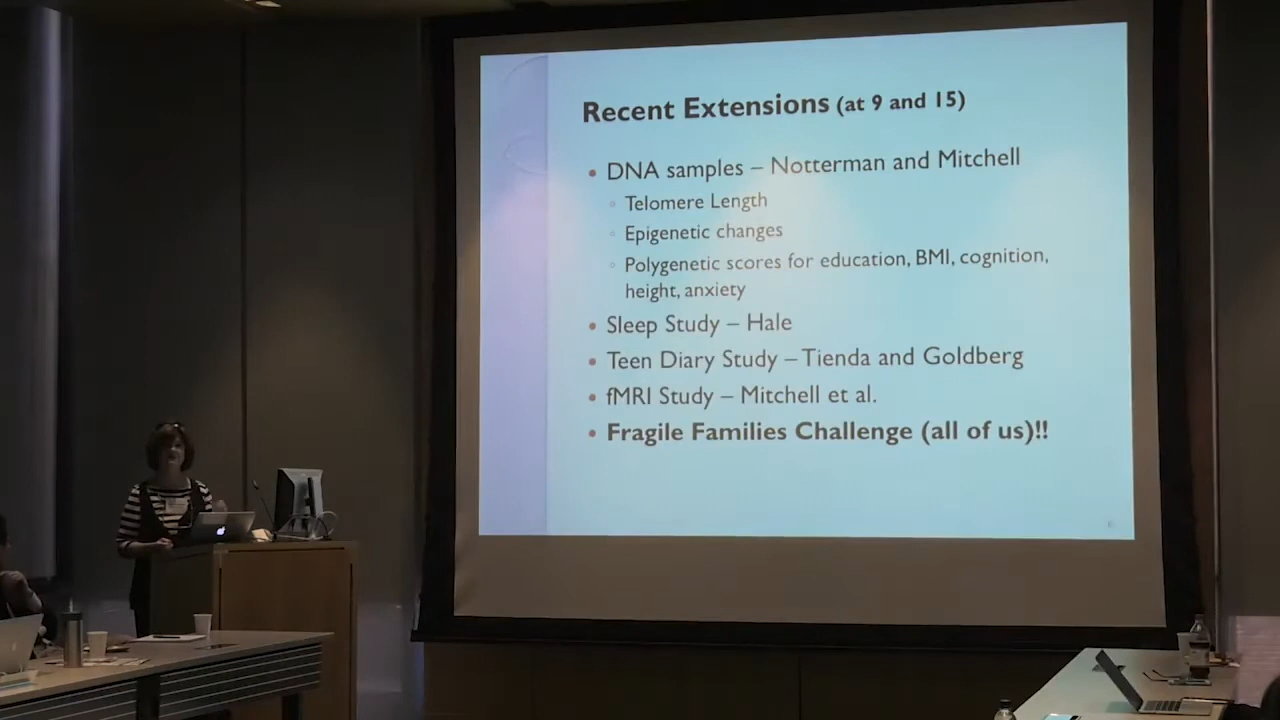 Recent Extensions (at 9 and 15)
• DNA samples – Notterman and Mitchell
◦ Telomere Length
◦ Epigenetic changes
◦ Polygenetic scores for education, BMI, cognition,
height, anxiety
• Sleep Study – Hale
• Teen Diary Study – Tienda and Goldberg
• fMRI Study – Mitchell et al.
• Fragile Families Challenge (all of us)!!